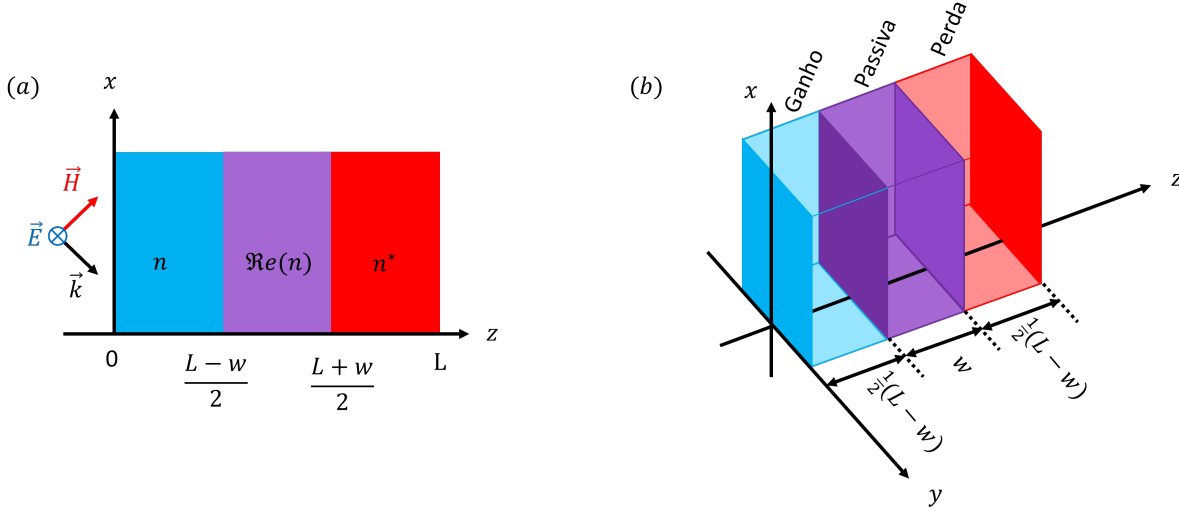 (a)
x
H⃗
E⃗
k⃗
n
ℜe(n)
n*
z
0
L − w
2
L + w
2
L
(b)
x
Ganho
Passiva
Perda
z
½(L − w)
w
½(L − w)
y